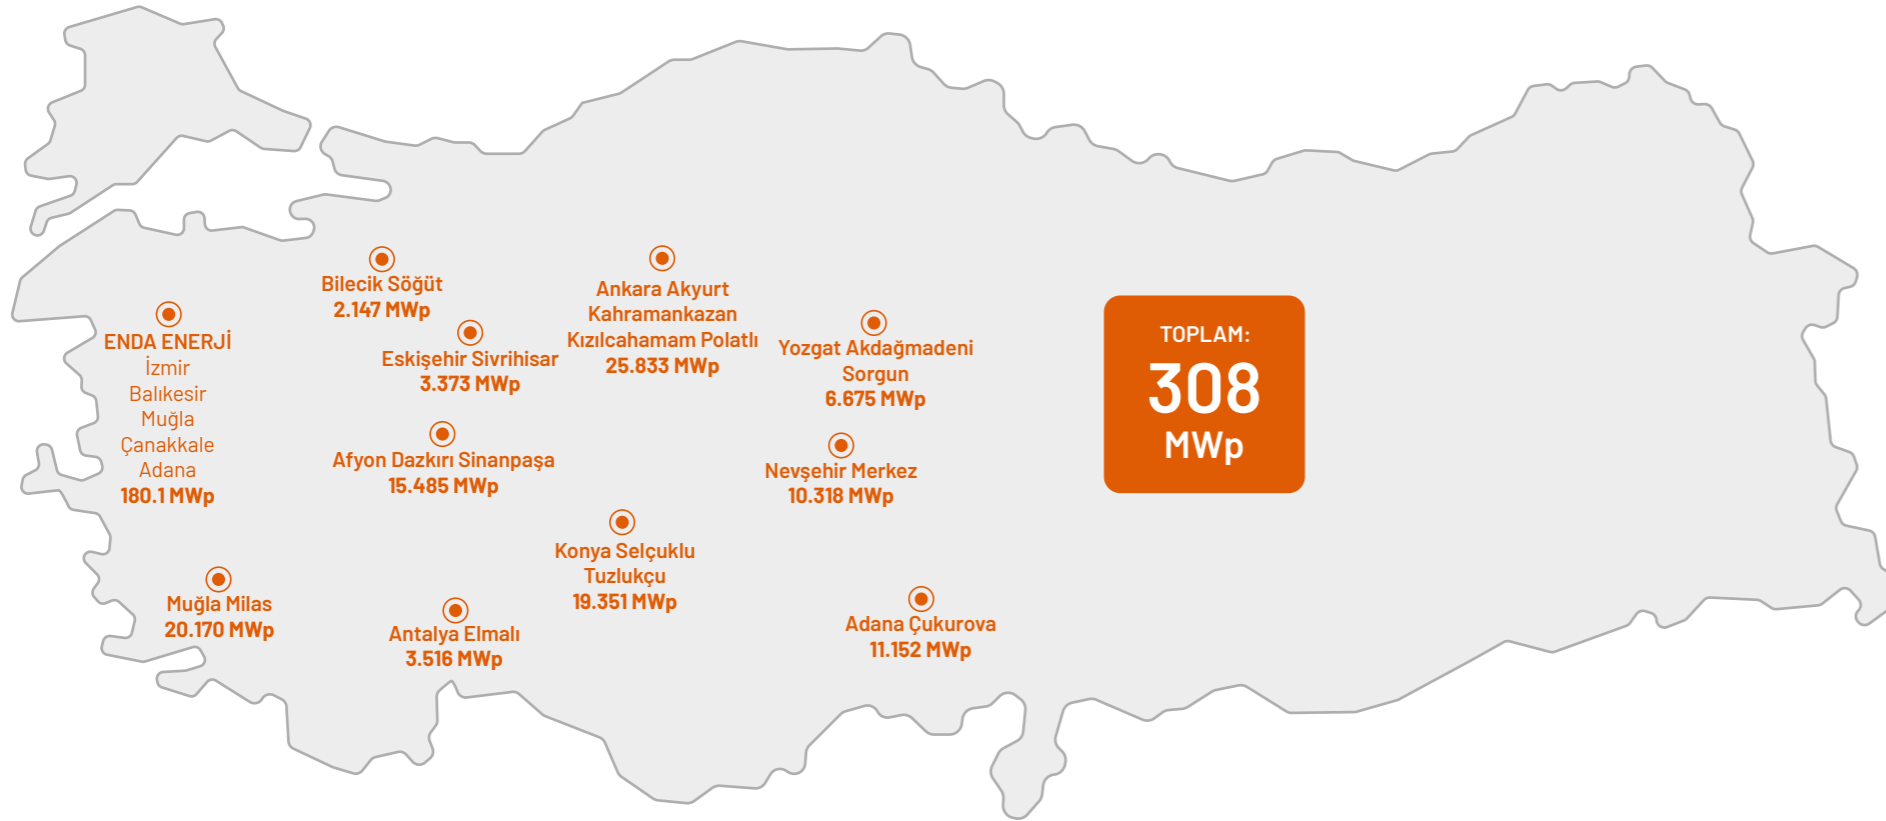 Bilecik Söğüt
2.147 MWp
Ankara Akyurt
Kahramankazan
Kızılcahamam Polatlı
25.833 MWp
ENDA ENERJİ
İzmir
Balıkesir
Muğla
Çanakkale
Adana
180.1 MWp
Eskişehir Sivrihisar
3.373 MWp
Yozgat Akdağmadeni
Sorgun
6.675 MWp
TOPLAM:
308
MWp
Afyon Dazkırı Sinanpaşa
15.485 MWp
Nevşehir Merkez
10.318 MWp
Konya Selçuklu
Tuzlukçu
19.351 MWp
Muğla Milas
20.170 MWp
Antalya Elmalı
3.516 MWp
Adana Çukurova
11.152 MWp